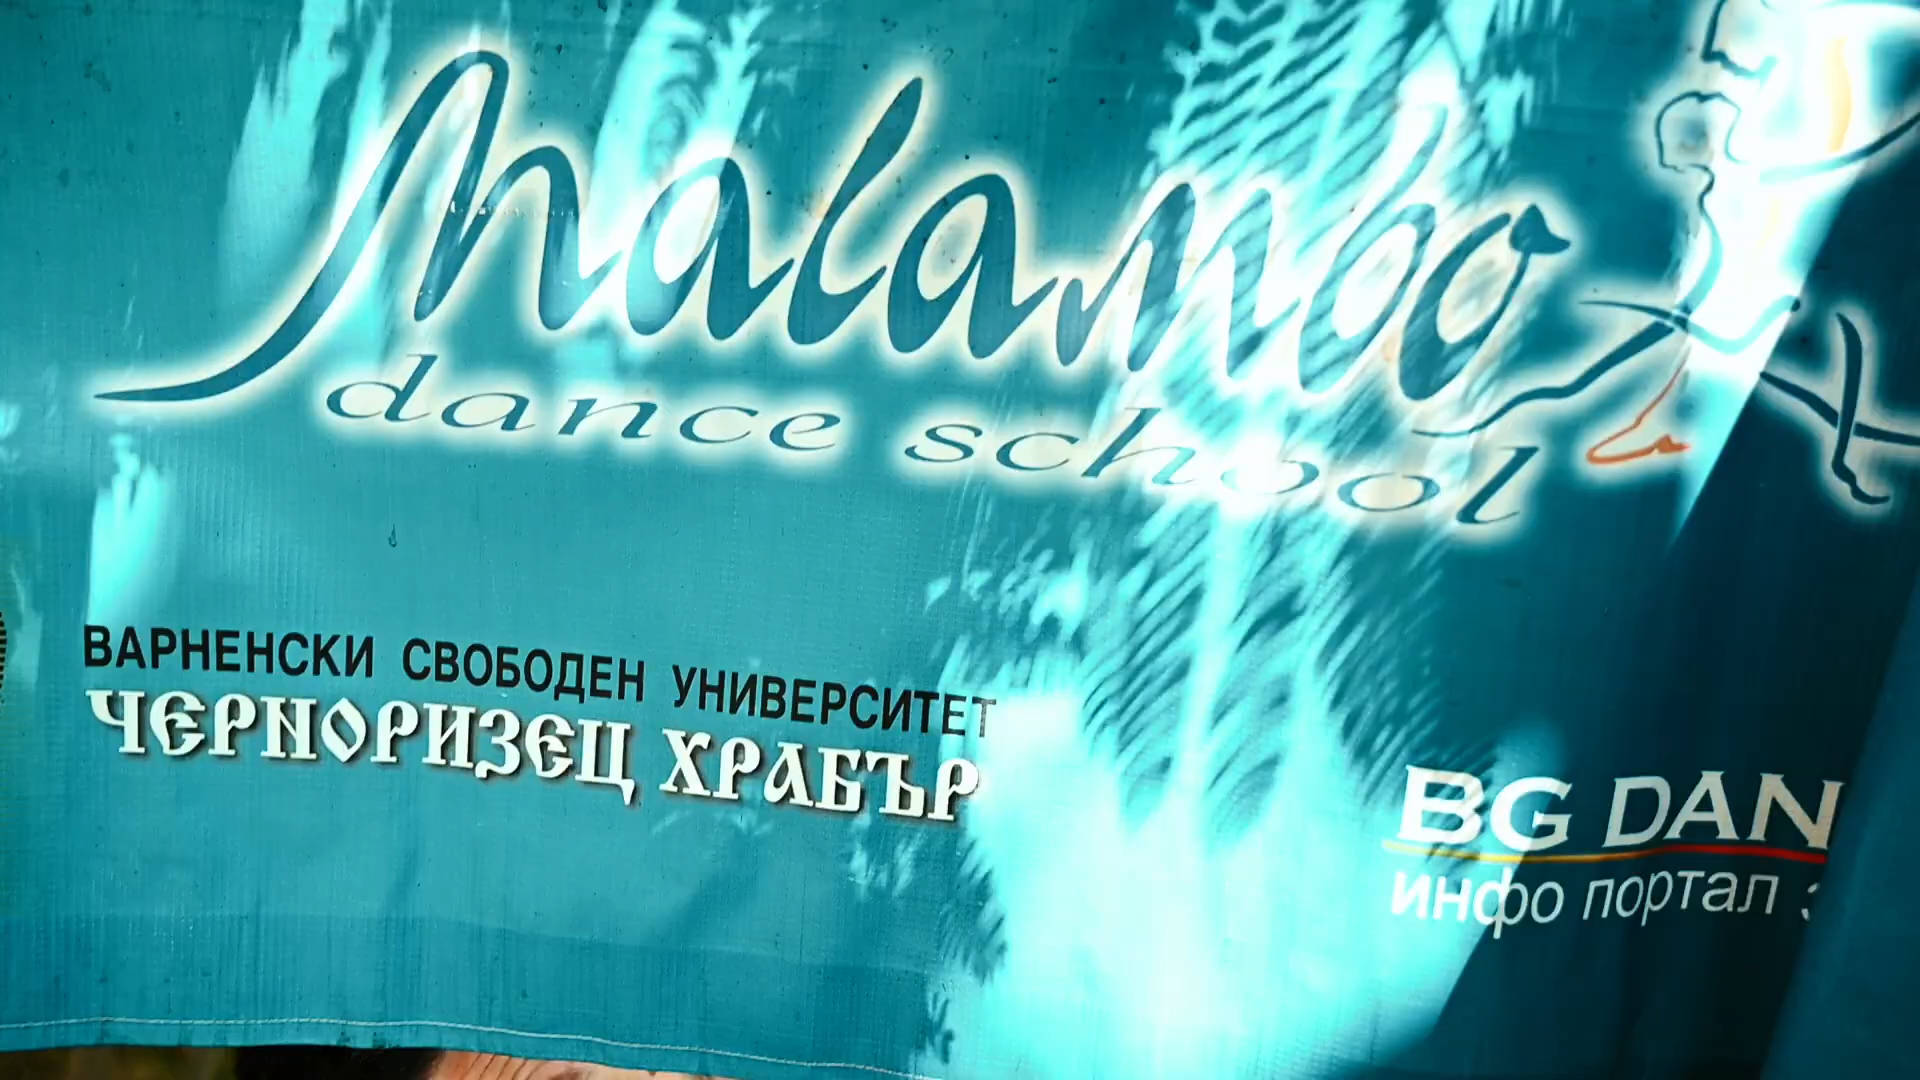 Malambo
dance school
ВАРНЕНСКИ СВОБОДЕН УНИВЕРСИТЕТ
ЧЕРНОРИЗЕЦ ХРАБЪР
BG DAN
инфо портал